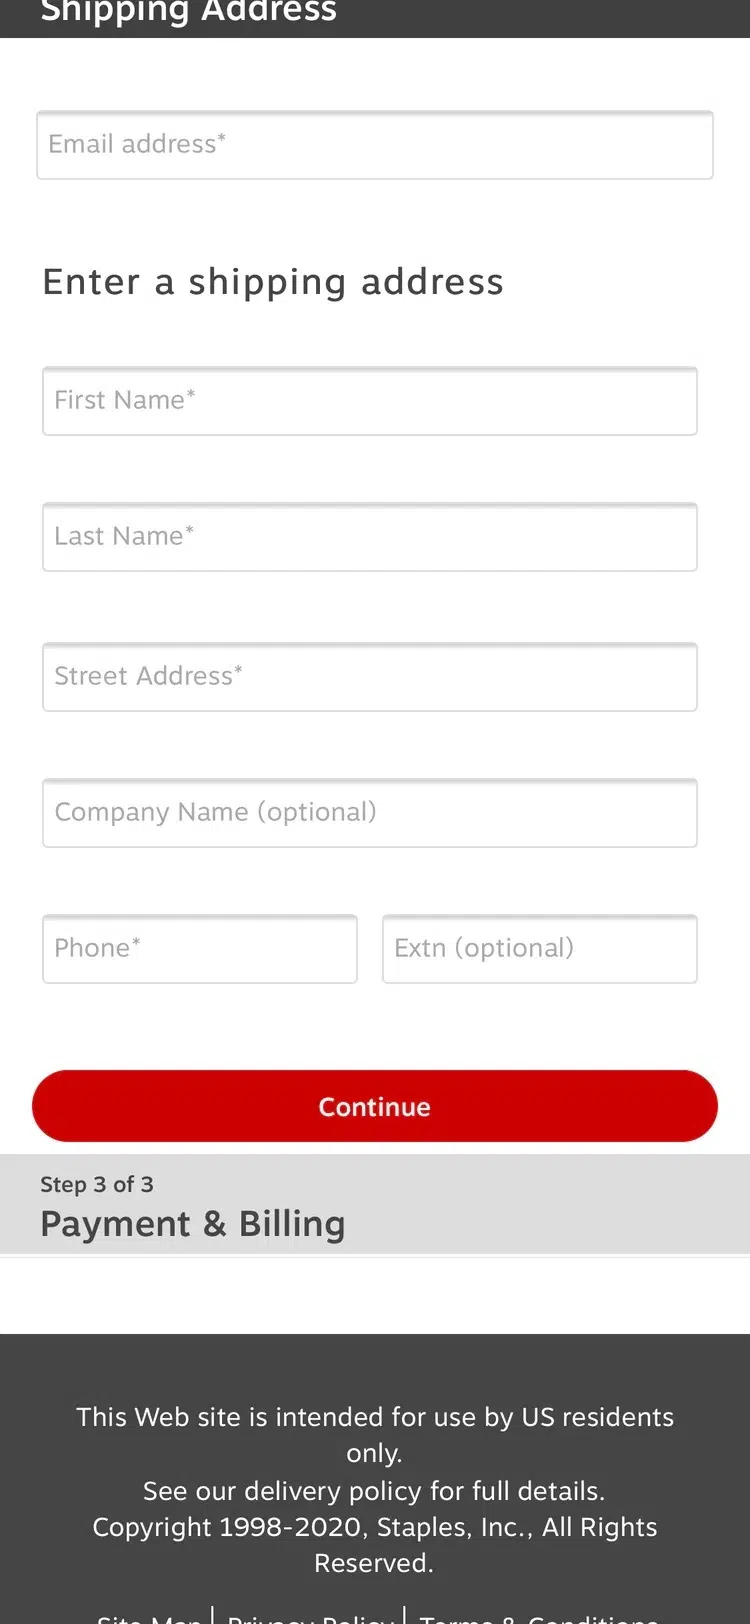 Shipping Address
Email address*
Enter a shipping address
First Name*
Last Name*
Street Address*
Company Name (optional)
Phone*
Extn (optional)
Continue
Step 3 of 3
Payment & Billing
This Web site is intended for use by US residents
only.
See our delivery policy for full details.
Copyright 1998-2020, Staples, Inc., All Rights
Reserved.
Site Map | Privacy Policy | Terms & Conditions